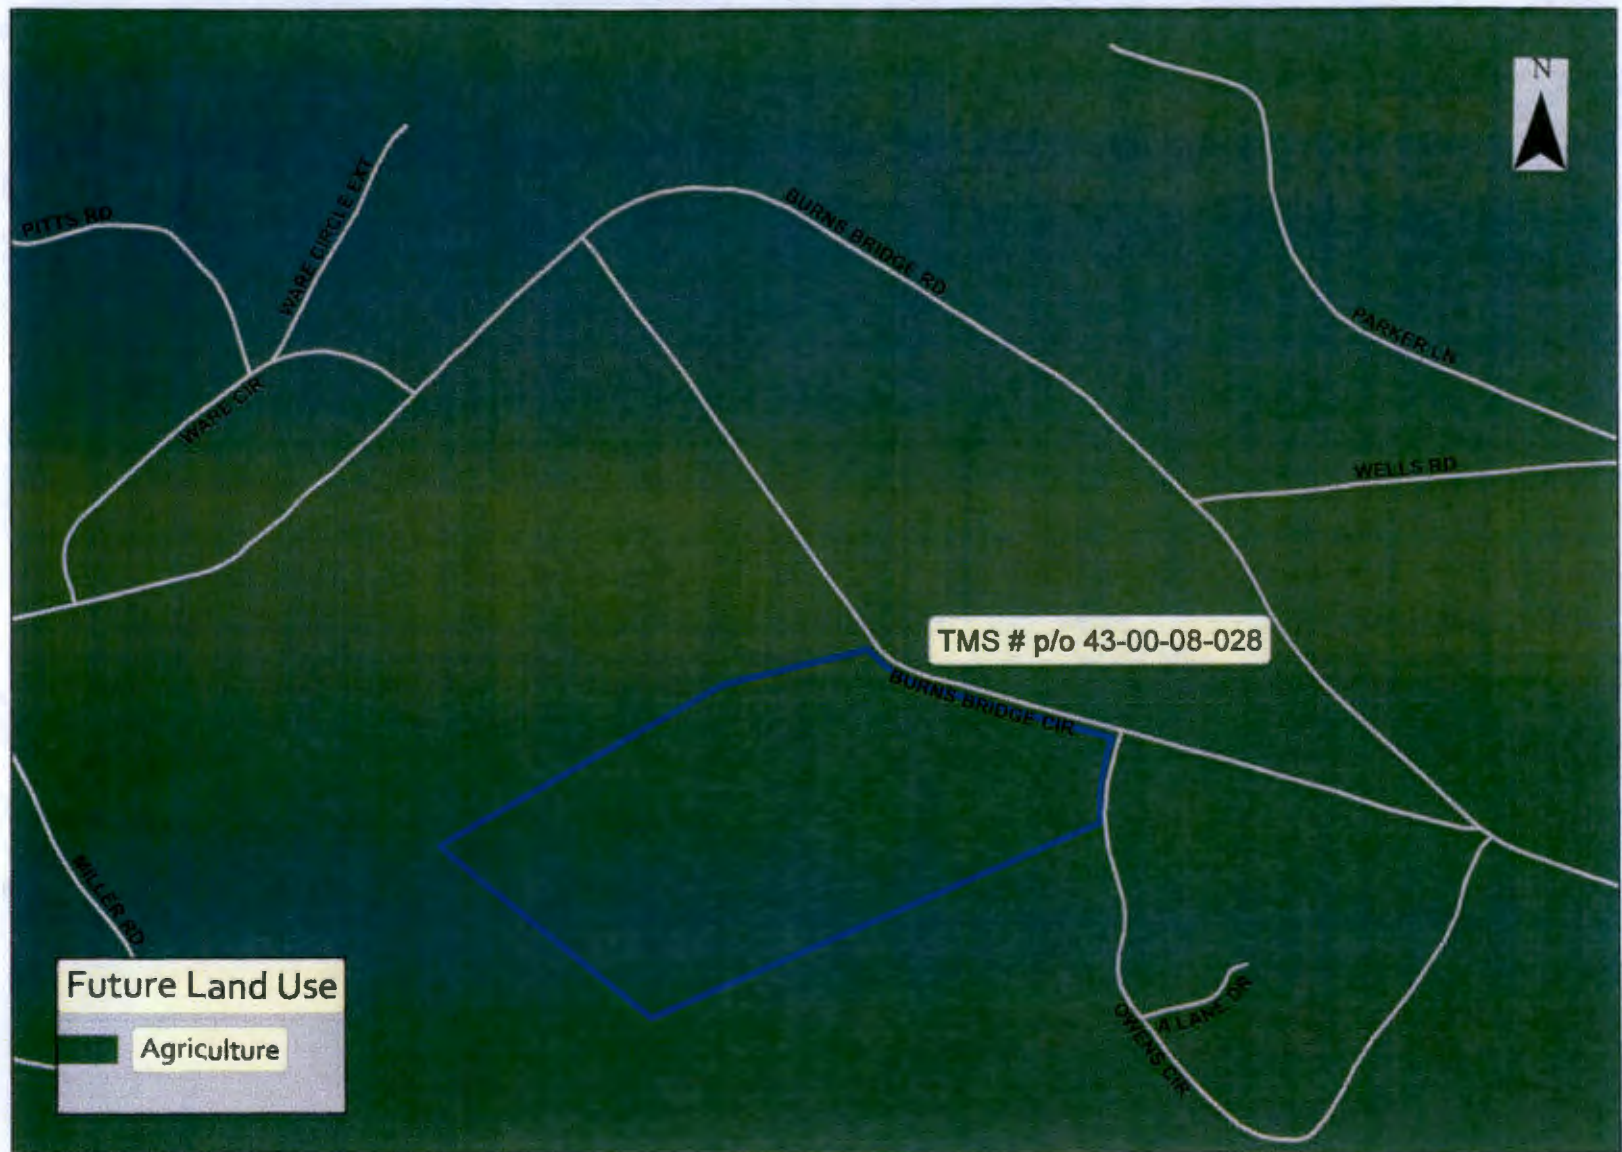 N
PITTS RD
WARE CIRCLE EXT
BURNS BRIDGE RD
PARKER LN
WARE CIR
WELLS RD
TMS # p/o 43-00-08-028
BURNS BRIDGE CIR
MILLER RD
Future Land Use
Agriculture
A LANE DR
OWENS CIR